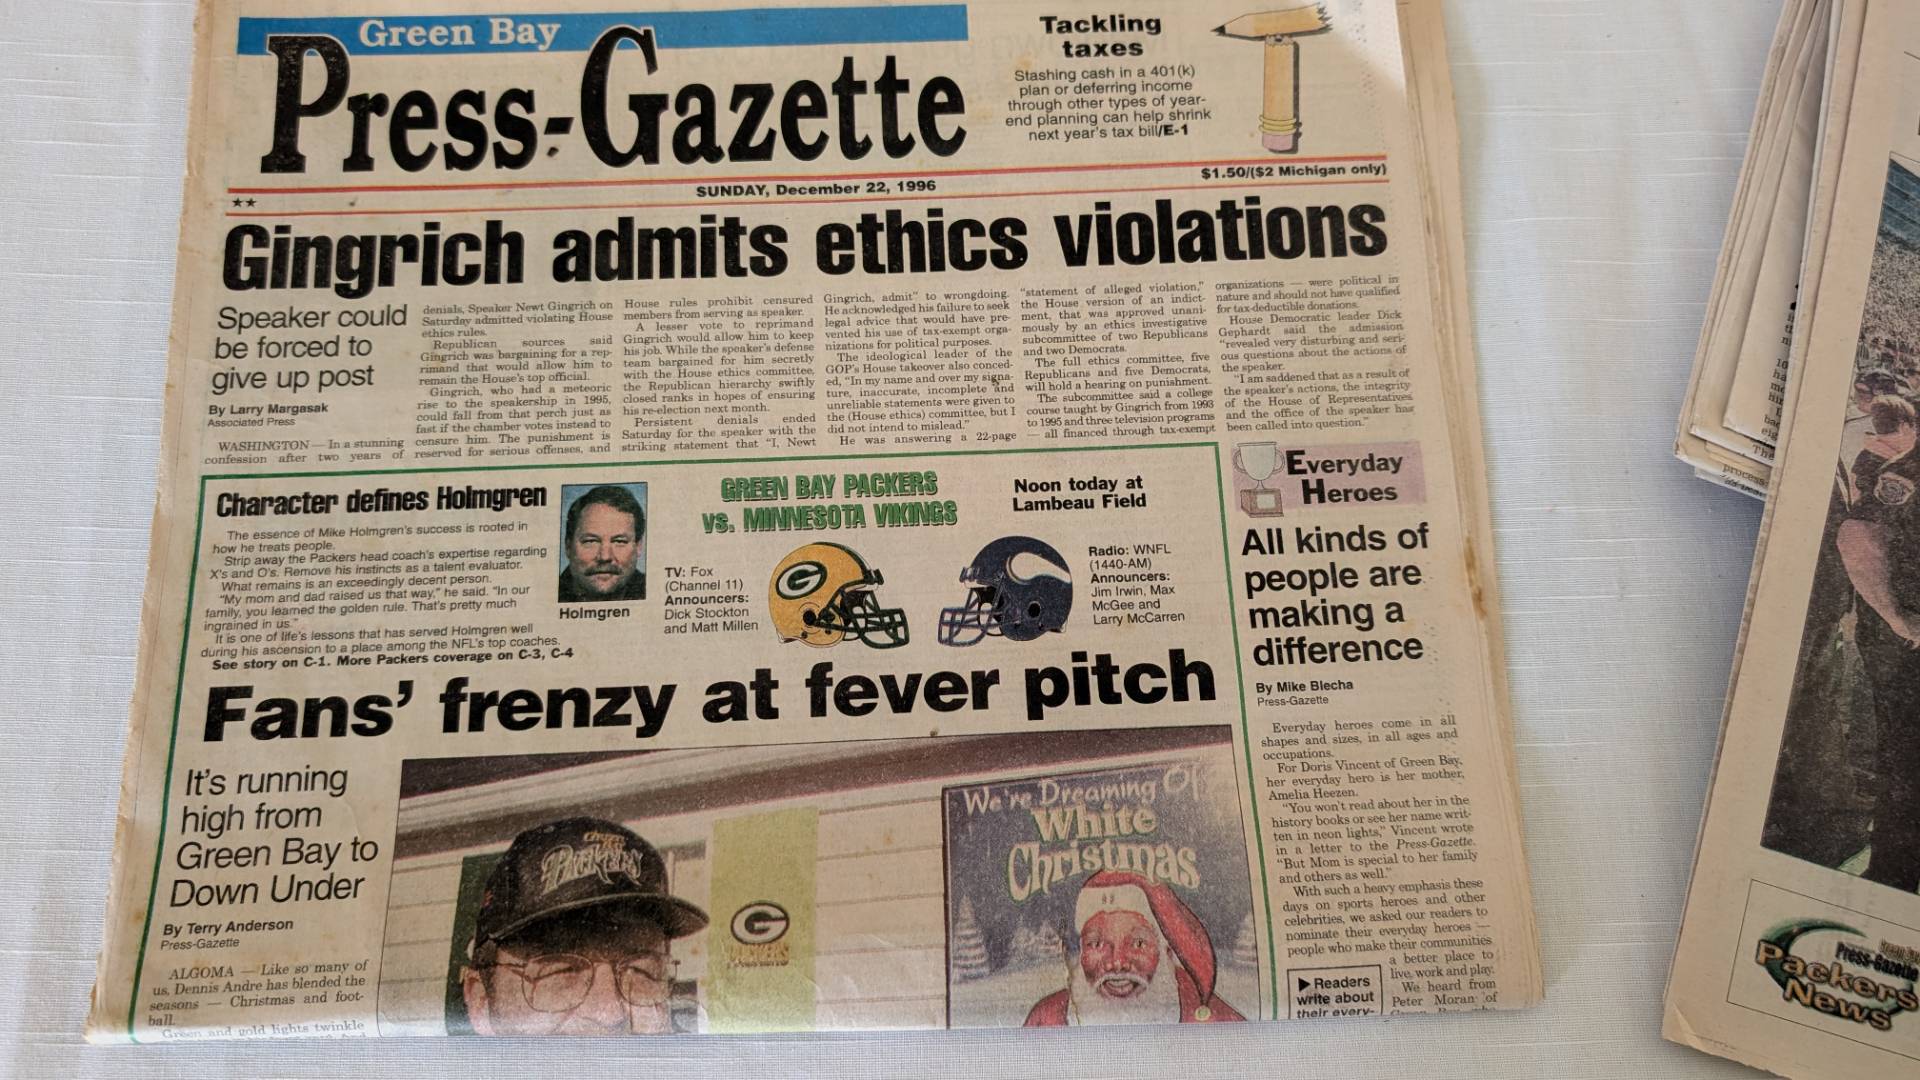 Green Bay
Press-Gazette
Tackling
taxes
Stashing cash in a 401(k)
plan or deferring income
through other types of year-
end planning can help shrink
next year's tax bill/E-1
★★
SUNDAY, December 22, 1996
$1.50/($2 Michigan only)
Gingrich admits ethics violations
Speaker could
be forced to
give up post
By Larry Margasak
Associated Press
WASHINGTON — In a stunning
confession after two years of
denials, Speaker Newt Gingrich on
Saturday admitted violating House
ethics rules.
Republican sources said
Gingrich was bargaining for a rep-
rimand that would allow him to
remain the House's top official.
Gingrich, who had a meteoric
rise to the speakership in 1995,
could fall from that perch just as
fast if the chamber votes instead to
censure him. The punishment is
reserved for serious offenses, and
House rules prohibit censured
members from serving as speaker.
A lesser vote to reprimand
Gingrich would allow him to keep
his job. While the speaker's defense
team bargained for him secretly
with the House ethics committee,
the Republican hierarchy swiftly
closed ranks in hopes of ensuring
his re-election next month.
Persistent denials ended
Saturday for the speaker with the
striking statement that "I, Newt
Gingrich, admit" to wrongdoing.
He acknowledged his failure to seek
legal advice that would have pre-
vented his use of tax-exempt orga-
nizations for political purposes.
The ideological leader of the
GOP's House takeover also conced-
ed, "In my name and over my signa-
ture, inaccurate, incomplete and
unreliable statements were given to
the (House ethics) committee, but I
did not intend to mislead."
He was answering a 22-page
"statement of alleged violation,"
the House version of an indict-
ment, that was approved unani-
mously by an ethics investigative
subcommittee of two Republicans
and two Democrats.
The full ethics committee, five
Republicans and five Democrats,
will hold a hearing on punishment.
The subcommittee said a college
course taught by Gingrich from 1993
to 1995 and three television programs
— all financed through tax-exempt
organizations — were political in
nature and should not have qualified
for tax-deductible donations.
House Democratic leader Dick
Gephardt said the admission
"revealed very disturbing and seri-
ous questions about the actions of
the speaker.
"I am saddened that as a result of
the speaker's actions, the integrity
of the House of Representatives
and the office of the speaker has
been called into question."
Character defines Holmgren
The essence of Mike Holmgren's success is rooted in
how he treats people.
Strip away the Packers head coach's expertise regarding
X's and O's. Remove his instincts as a talent evaluator.
What remains is an exceedingly decent person.
"My mom and dad raised us that way," he said. "In our
family, you learned the golden rule. That's pretty much
ingrained in us."
It is one of life's lessons that has served Holmgren well
during his ascension to a place among the NFL's top coaches.
See story on C-1. More Packers coverage on C-3, C-4
Holmgren
GREEN BAY PACKERS
VS. MINNESOTA VIKINGS
Noon today at
Lambeau Field
TV: Fox
(Channel 11)
Announcers:
Dick Stockton
and Matt Millen
G
Radio: WNFL
(1440-AM)
Announcers:
Jim Irwin, Max
McGee and
Larry McCarren
Fans' frenzy at fever pitch
It's running
high from
Green Bay to
Down Under
By Terry Anderson
Press-Gazette
ALGOMA — Like so many of
us, Dennis Andre has blended the
seasons — Christmas and foot-
ball.
Green and gold lights twinkle
PACKERS
G
PACKERS
We're Dreaming Of
White
Christmas
Everyday
Heroes
All kinds of
people are
making a
difference
By Mike Blecha
Press-Gazette
Everyday heroes come in all
shapes and sizes, in all ages and
occupations.
For Doris Vincent of Green Bay,
her everyday hero is her mother,
Amelia Heezen.
"You won't read about her in the
history books or see her name writ-
ten in neon lights," Vincent wrote
in a letter to the Press-Gazette.
"But Mom is special to her family
and others as well."
With such a heavy emphasis these
days on sports heroes and other
celebrities, we asked our readers to
nominate their everyday heroes —
people who make their communities
a better place to
live, work and play.
We heard from
Peter Moran of
▶ Readers
write about
their every-
Press-Gazette
Packers
News